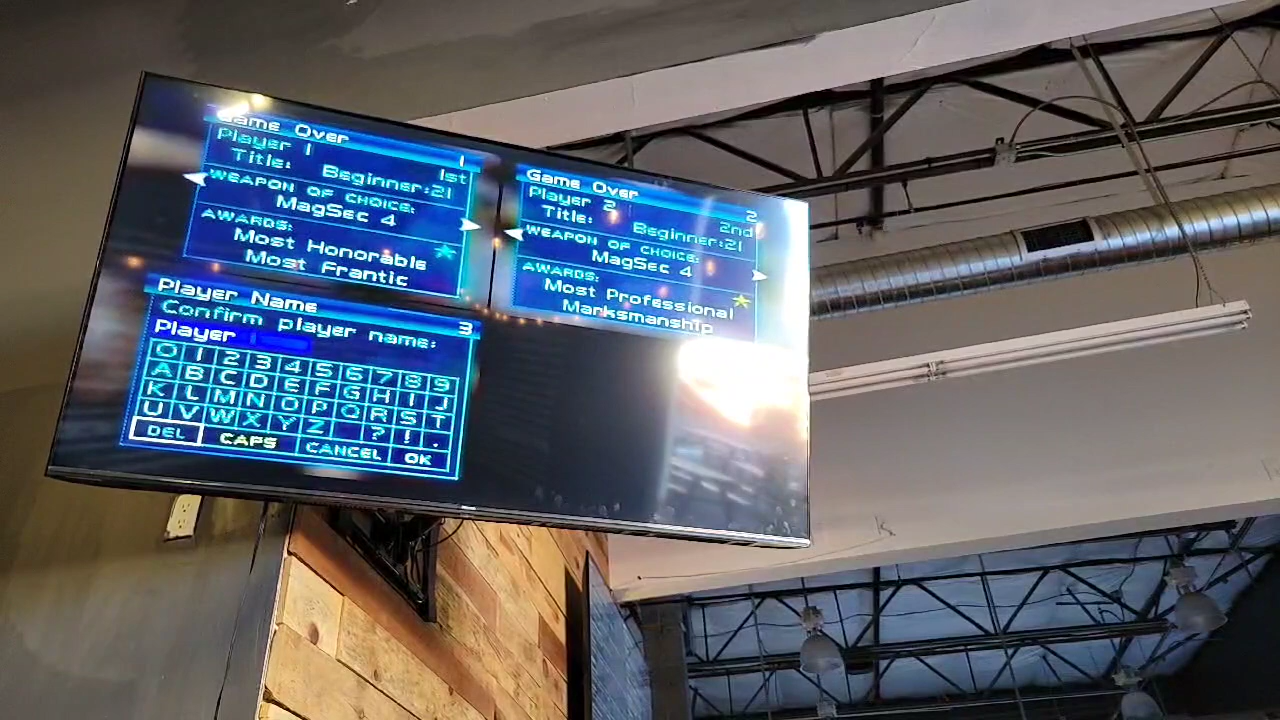 Game Over
Player 1 1
Title: 1st
Beginner:21
WEAPON OF CHOICE:
MagSec 4
AWARDS:
Most Honorable
Most Frantic
Game Over
Player 2 2
Title: 2nd
Beginner:21
WEAPON OF CHOICE:
MagSec 4
AWARDS:
Most Professional
Marksmanship
Player Name 3
Confirm player name:
Player
0 1 2 3 4 5 6 7 8 9
A B C D E F G H I J
K L M N O P Q R S T
U V W X Y Z ? ! .
DEL CAPS CANCEL OK